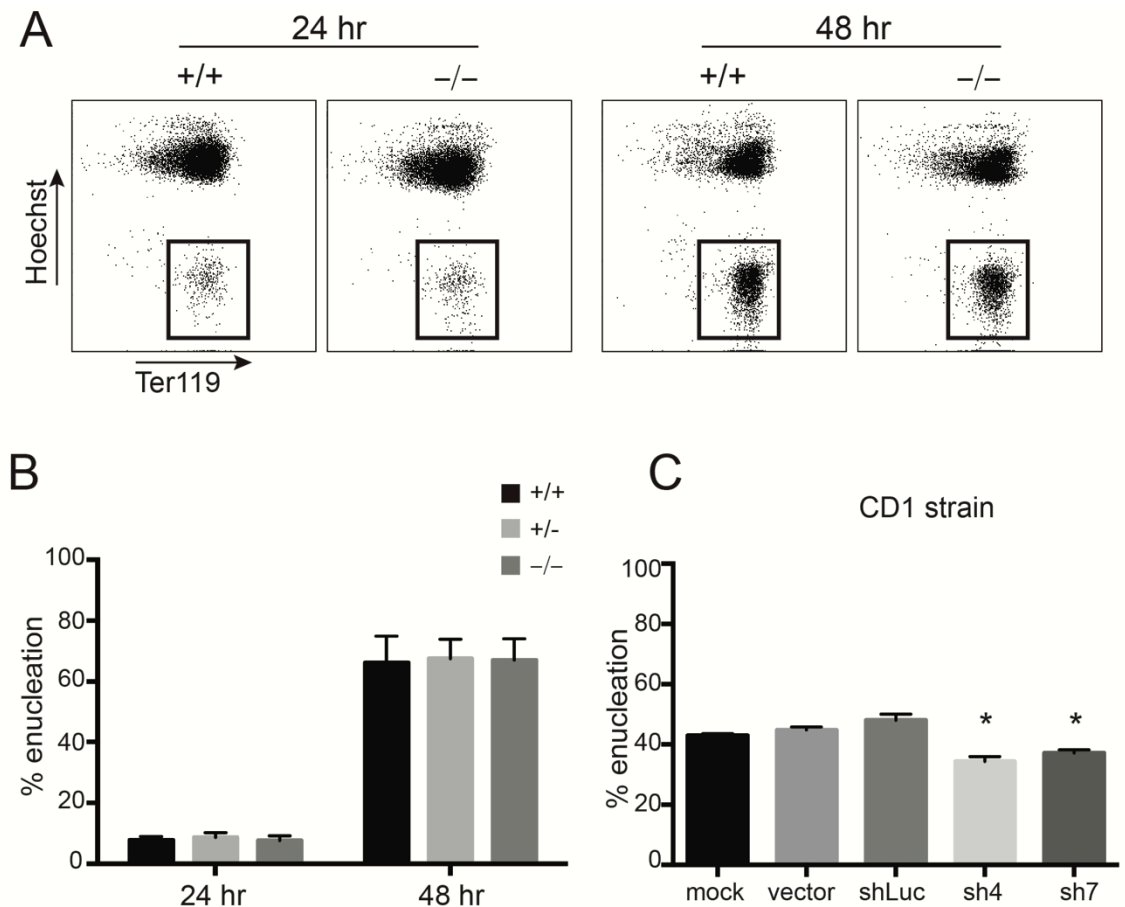 A
24 hr
48 hr
+/+
–/–
+/+
–/–
Hoechst
Ter119
B
+/+
+/-
–/–
% enucleation
100
80
60
40
20
0
24 hr
48 hr
C
CD1 strain
% enucleation
100
80
60
40
20
0
*
*
mock
vector
shLuc
sh4
sh7